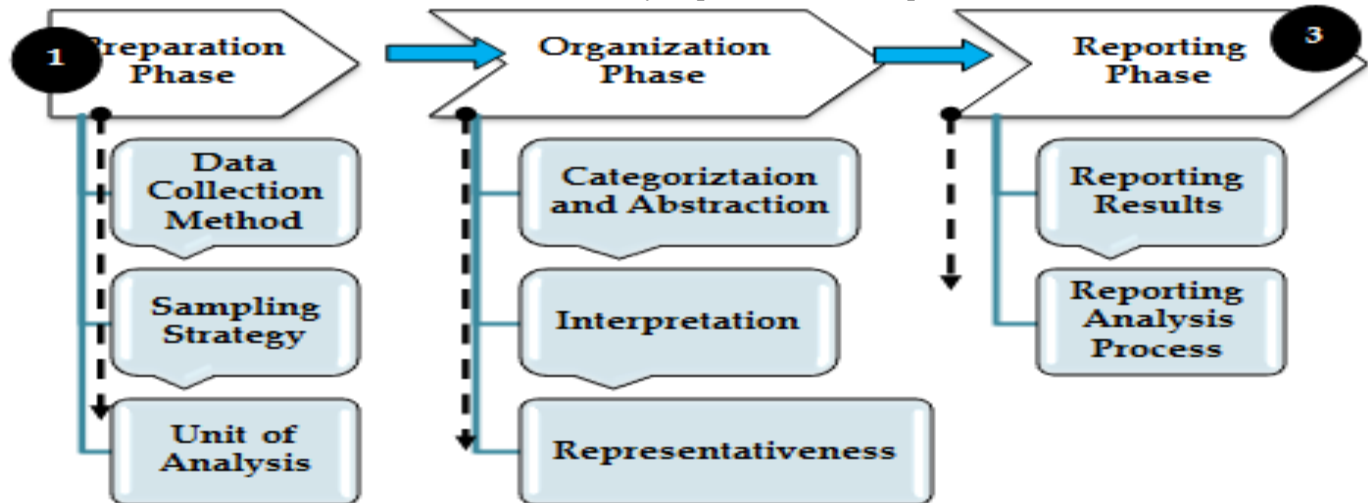 1
Preparation
Phase
Organization
Phase
Reporting
Phase
3
Data
Collection
Method
Sampling
Strategy
Unit of
Analysis
Categoriztaion
and Abstraction
Interpretation
Representativeness
Reporting
Results
Reporting
Analysis
Process